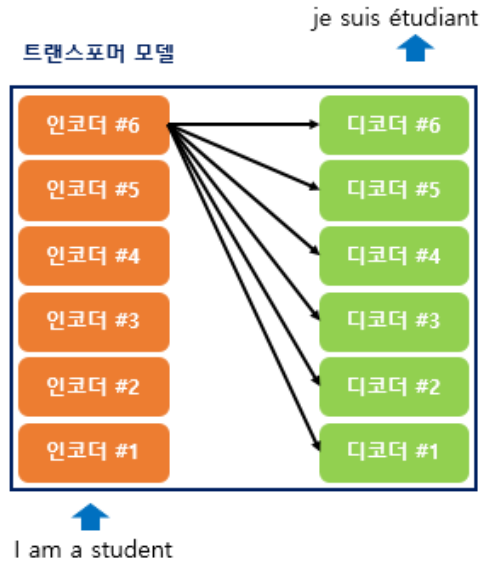 je suis étudiant
트랜스포머 모델
인코더 #6
디코더 #6
인코더 #5
디코더 #5
인코더 #4
디코더 #4
인코더 #3
디코더 #3
인코더 #2
디코더 #2
인코더 #1
디코더 #1
I am a student